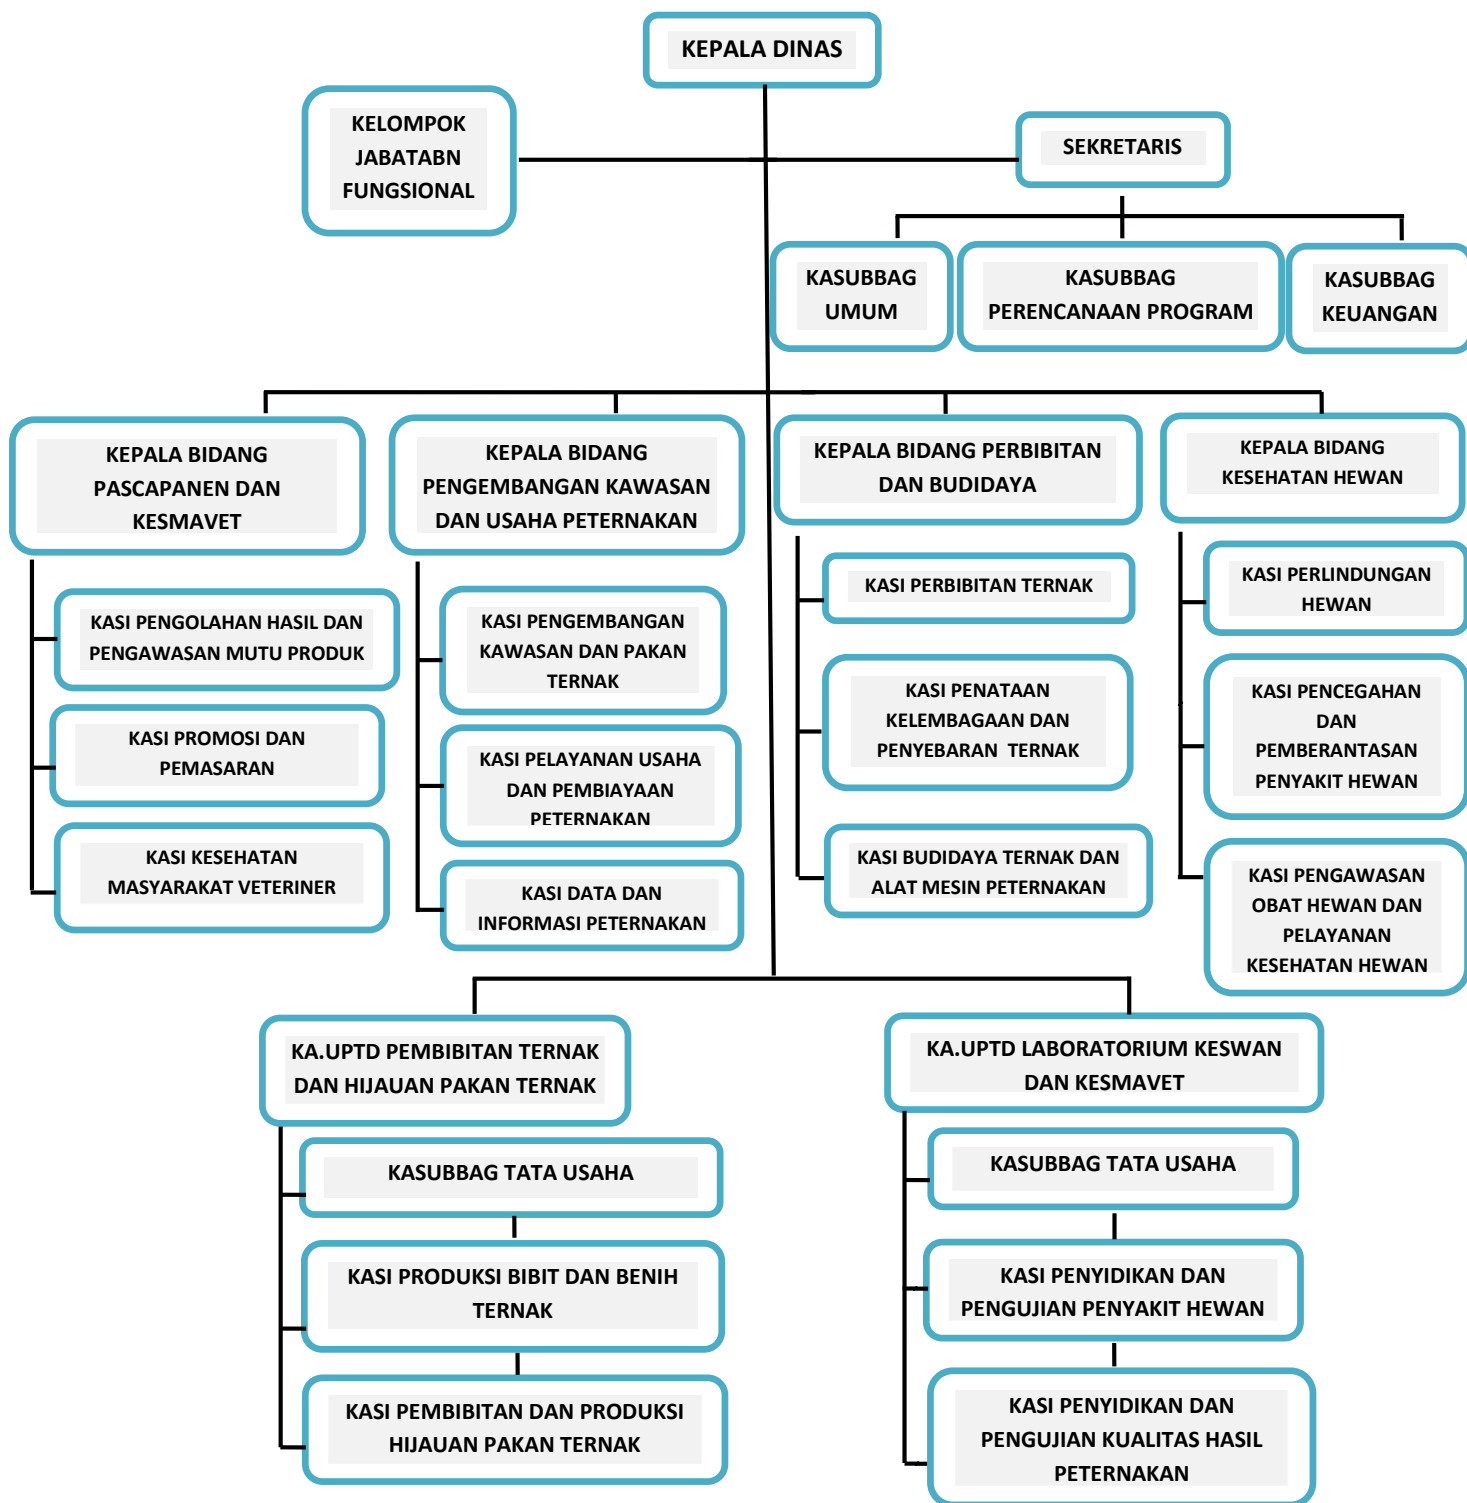 KEPALA DINAS
KELOMPOK
JABATABN
FUNGSIONAL
SEKRETARIS
KASUBBAG
UMUM
KASUBBAG
PERENCANAAN PROGRAM
KASUBBAG
KEUANGAN
KEPALA BIDANG
PASCAPANEN DAN
KESMAVET
KEPALA BIDANG
PENGEMBANGAN KAWASAN
DAN USAHA PETERNAKAN
KEPALA BIDANG PERBIBITAN
DAN BUDIDAYA
KEPALA BIDANG
KESEHATAN HEWAN
KASI PENGOLAHAN HASIL DAN
PENGAWASAN MUTU PRODUK
KASI PROMOSI DAN
PEMASARAN
KASI KESEHATAN
MASYARAKAT VETERINER
KASI PENGEMBANGAN
KAWASAN DAN PAKAN
TERNAK
KASI PELAYANAN USAHA
DAN PEMBIAYAAN
PETERNAKAN
KASI DATA DAN
INFORMASI PETERNAKAN
KASI PERBIBITAN TERNAK
KASI PENATAAN
KELEMBAGAAN DAN
PENYEBARAN  TERNAK
KASI BUDIDAYA TERNAK DAN
ALAT MESIN PETERNAKAN
KASI PERLINDUNGAN
HEWAN
KASI PENCEGAHAN
DAN
PEMBERANTASAN
PENYAKIT HEWAN
KASI PENGAWASAN
OBAT HEWAN DAN
PELAYANAN
KESEHATAN HEWAN
KA.UPTD PEMBIBITAN TERNAK
DAN HIJAUAN PAKAN TERNAK
KASUBBAG TATA USAHA
KASI PRODUKSI BIBIT DAN BENIH
TERNAK
KASI PEMBIBITAN DAN PRODUKSI
HIJAUAN PAKAN TERNAK
KA.UPTD LABORATORIUM KESWAN
DAN KESMAVET
KASUBBAG TATA USAHA
KASI PENYIDIKAN DAN
PENGUJIAN PENYAKIT HEWAN
KASI PENYIDIKAN DAN
PENGUJIAN KUALITAS HASIL
PETERNAKAN